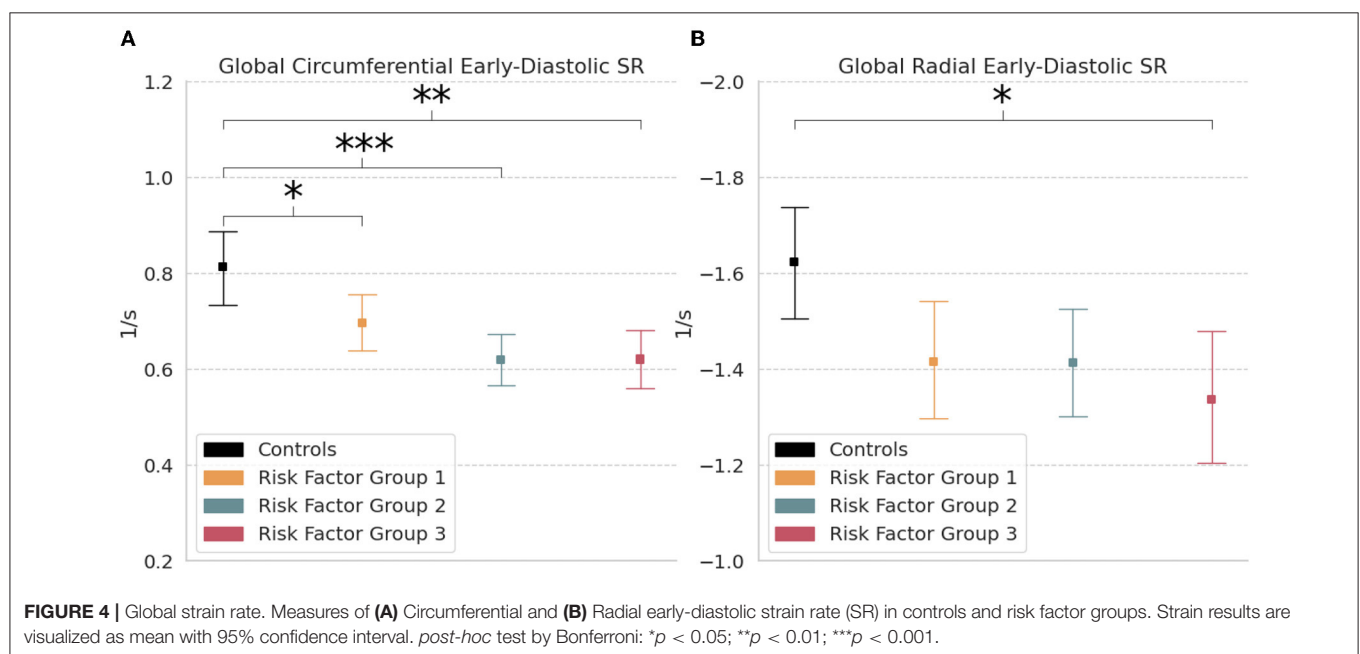 A
Global Circumferential Early-Diastolic SR
1.2
1.0
0.8
0.6
0.4
0.2
1/s
**
***
*
Controls
Risk Factor Group 1
Risk Factor Group 2
Risk Factor Group 3
B
Global Radial Early-Diastolic SR
−2.0
−1.8
−1.6
−1.4
−1.2
−1.0
1/s
*
Controls
Risk Factor Group 1
Risk Factor Group 2
Risk Factor Group 3
FIGURE 4 | Global strain rate. Measures of (A) Circumferential and (B) Radial early-diastolic strain rate (SR) in controls and risk factor groups. Strain results are
visualized as mean with 95% confidence interval. post-hoc test by Bonferroni: *p < 0.05; **p < 0.01; ***p < 0.001.